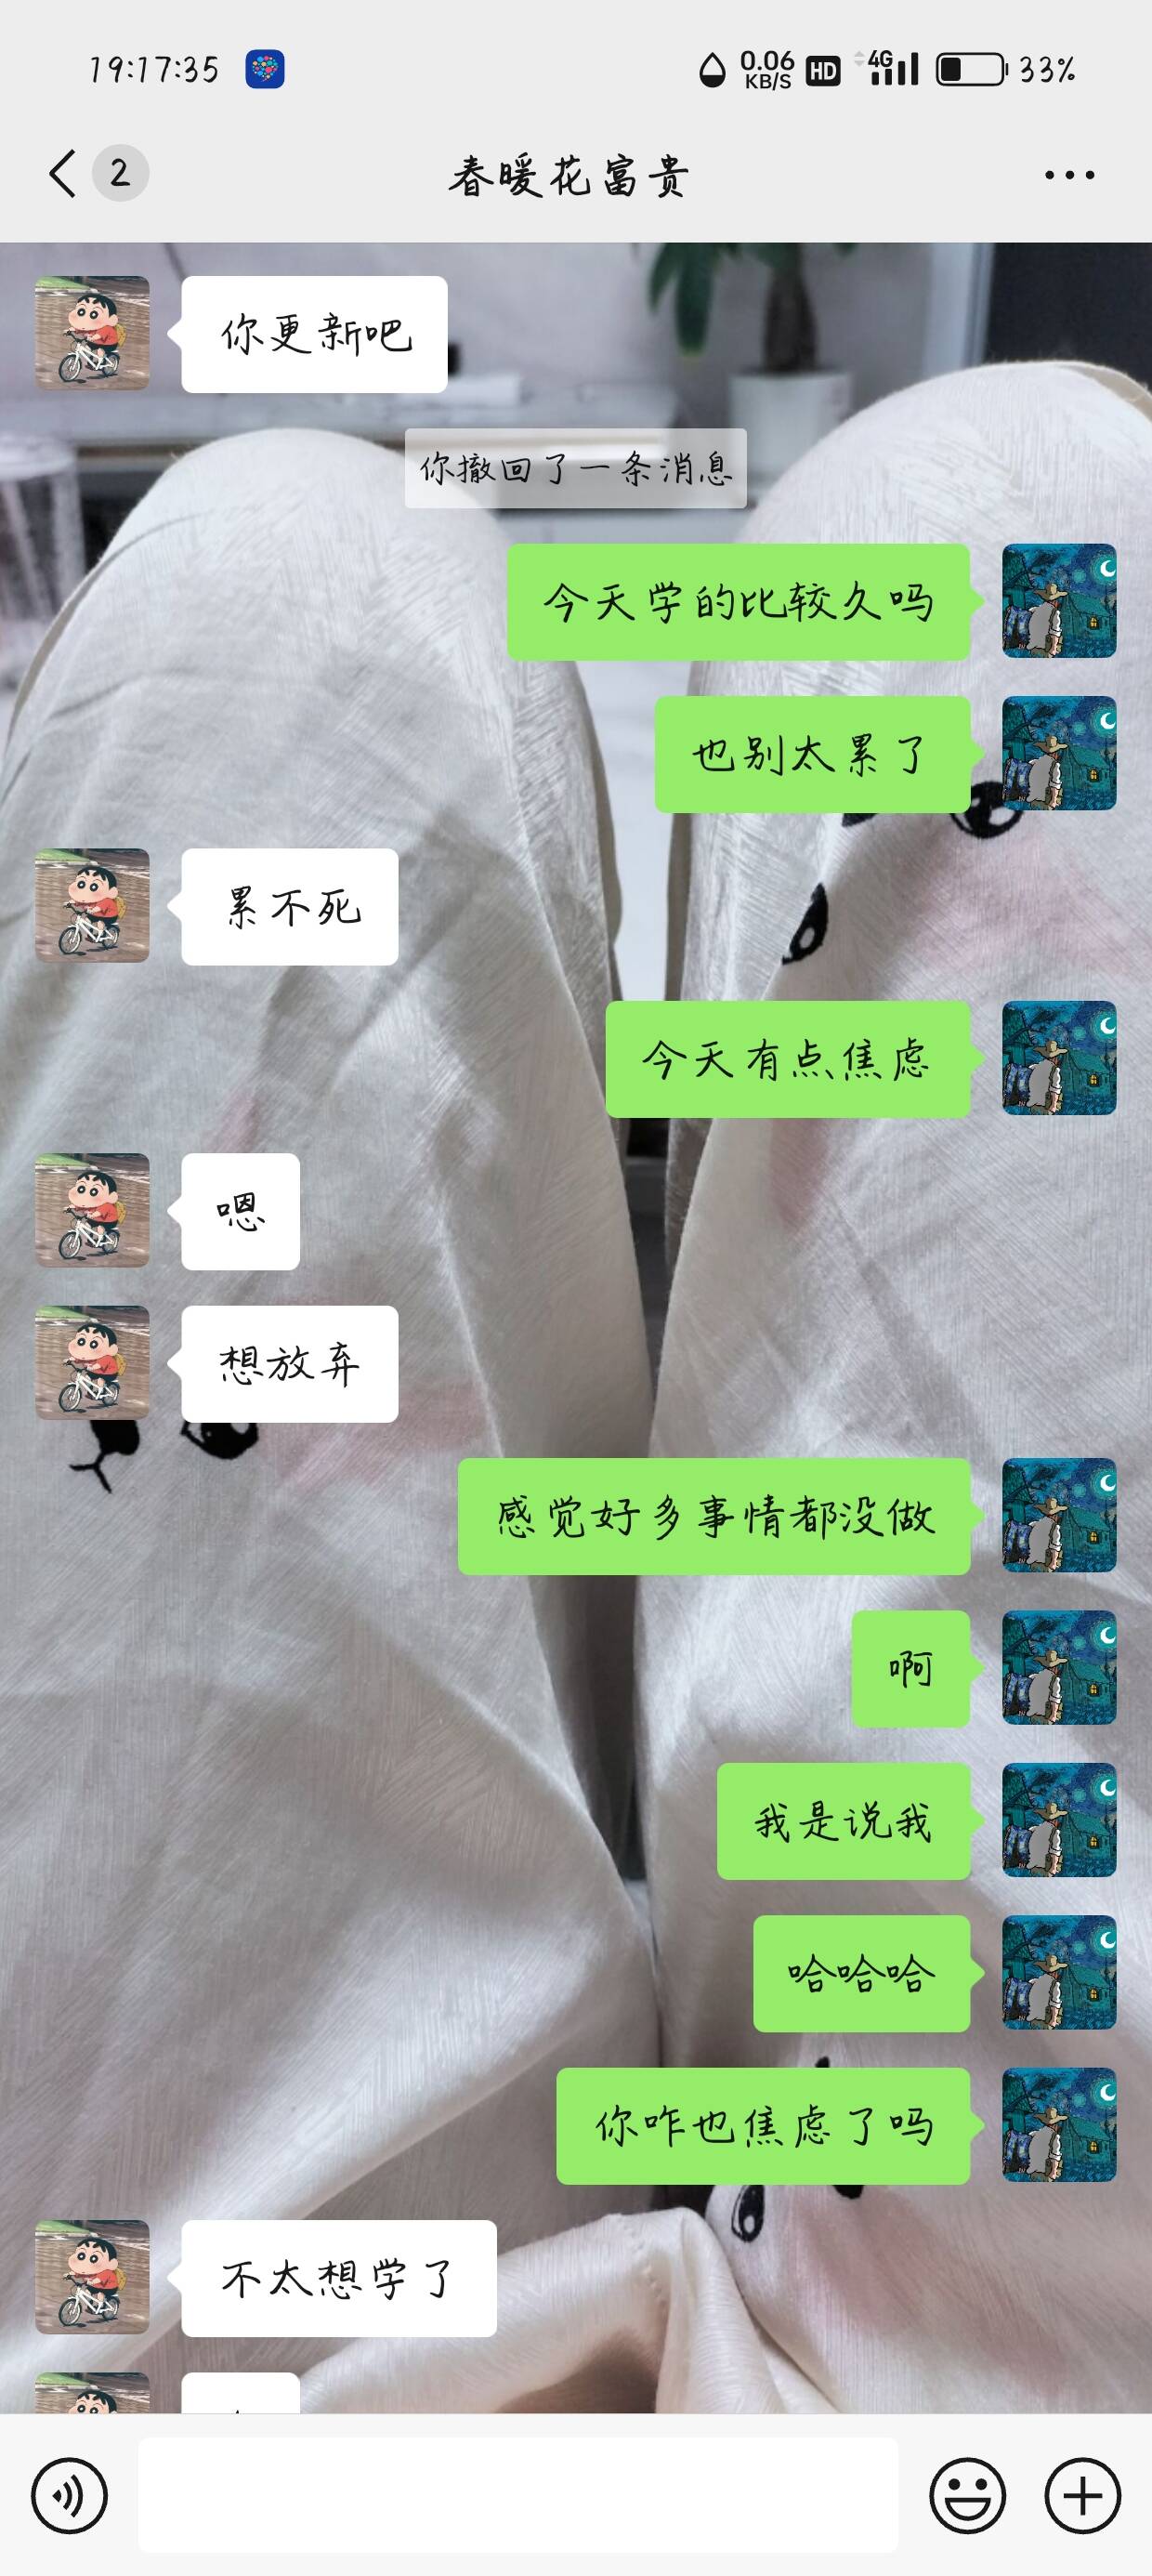 19:17:35
0.06
KB/S
HD
4G
33%
2
春暖花富贵
你更新吧
你撤回了一条消息
今天学的比较久吗
也别太累了
累不死
今天有点焦虑
嗯
想放弃
感觉好多事情都没做
啊
我是说我
哈哈哈
你咋也焦虑了吗
不太想学了